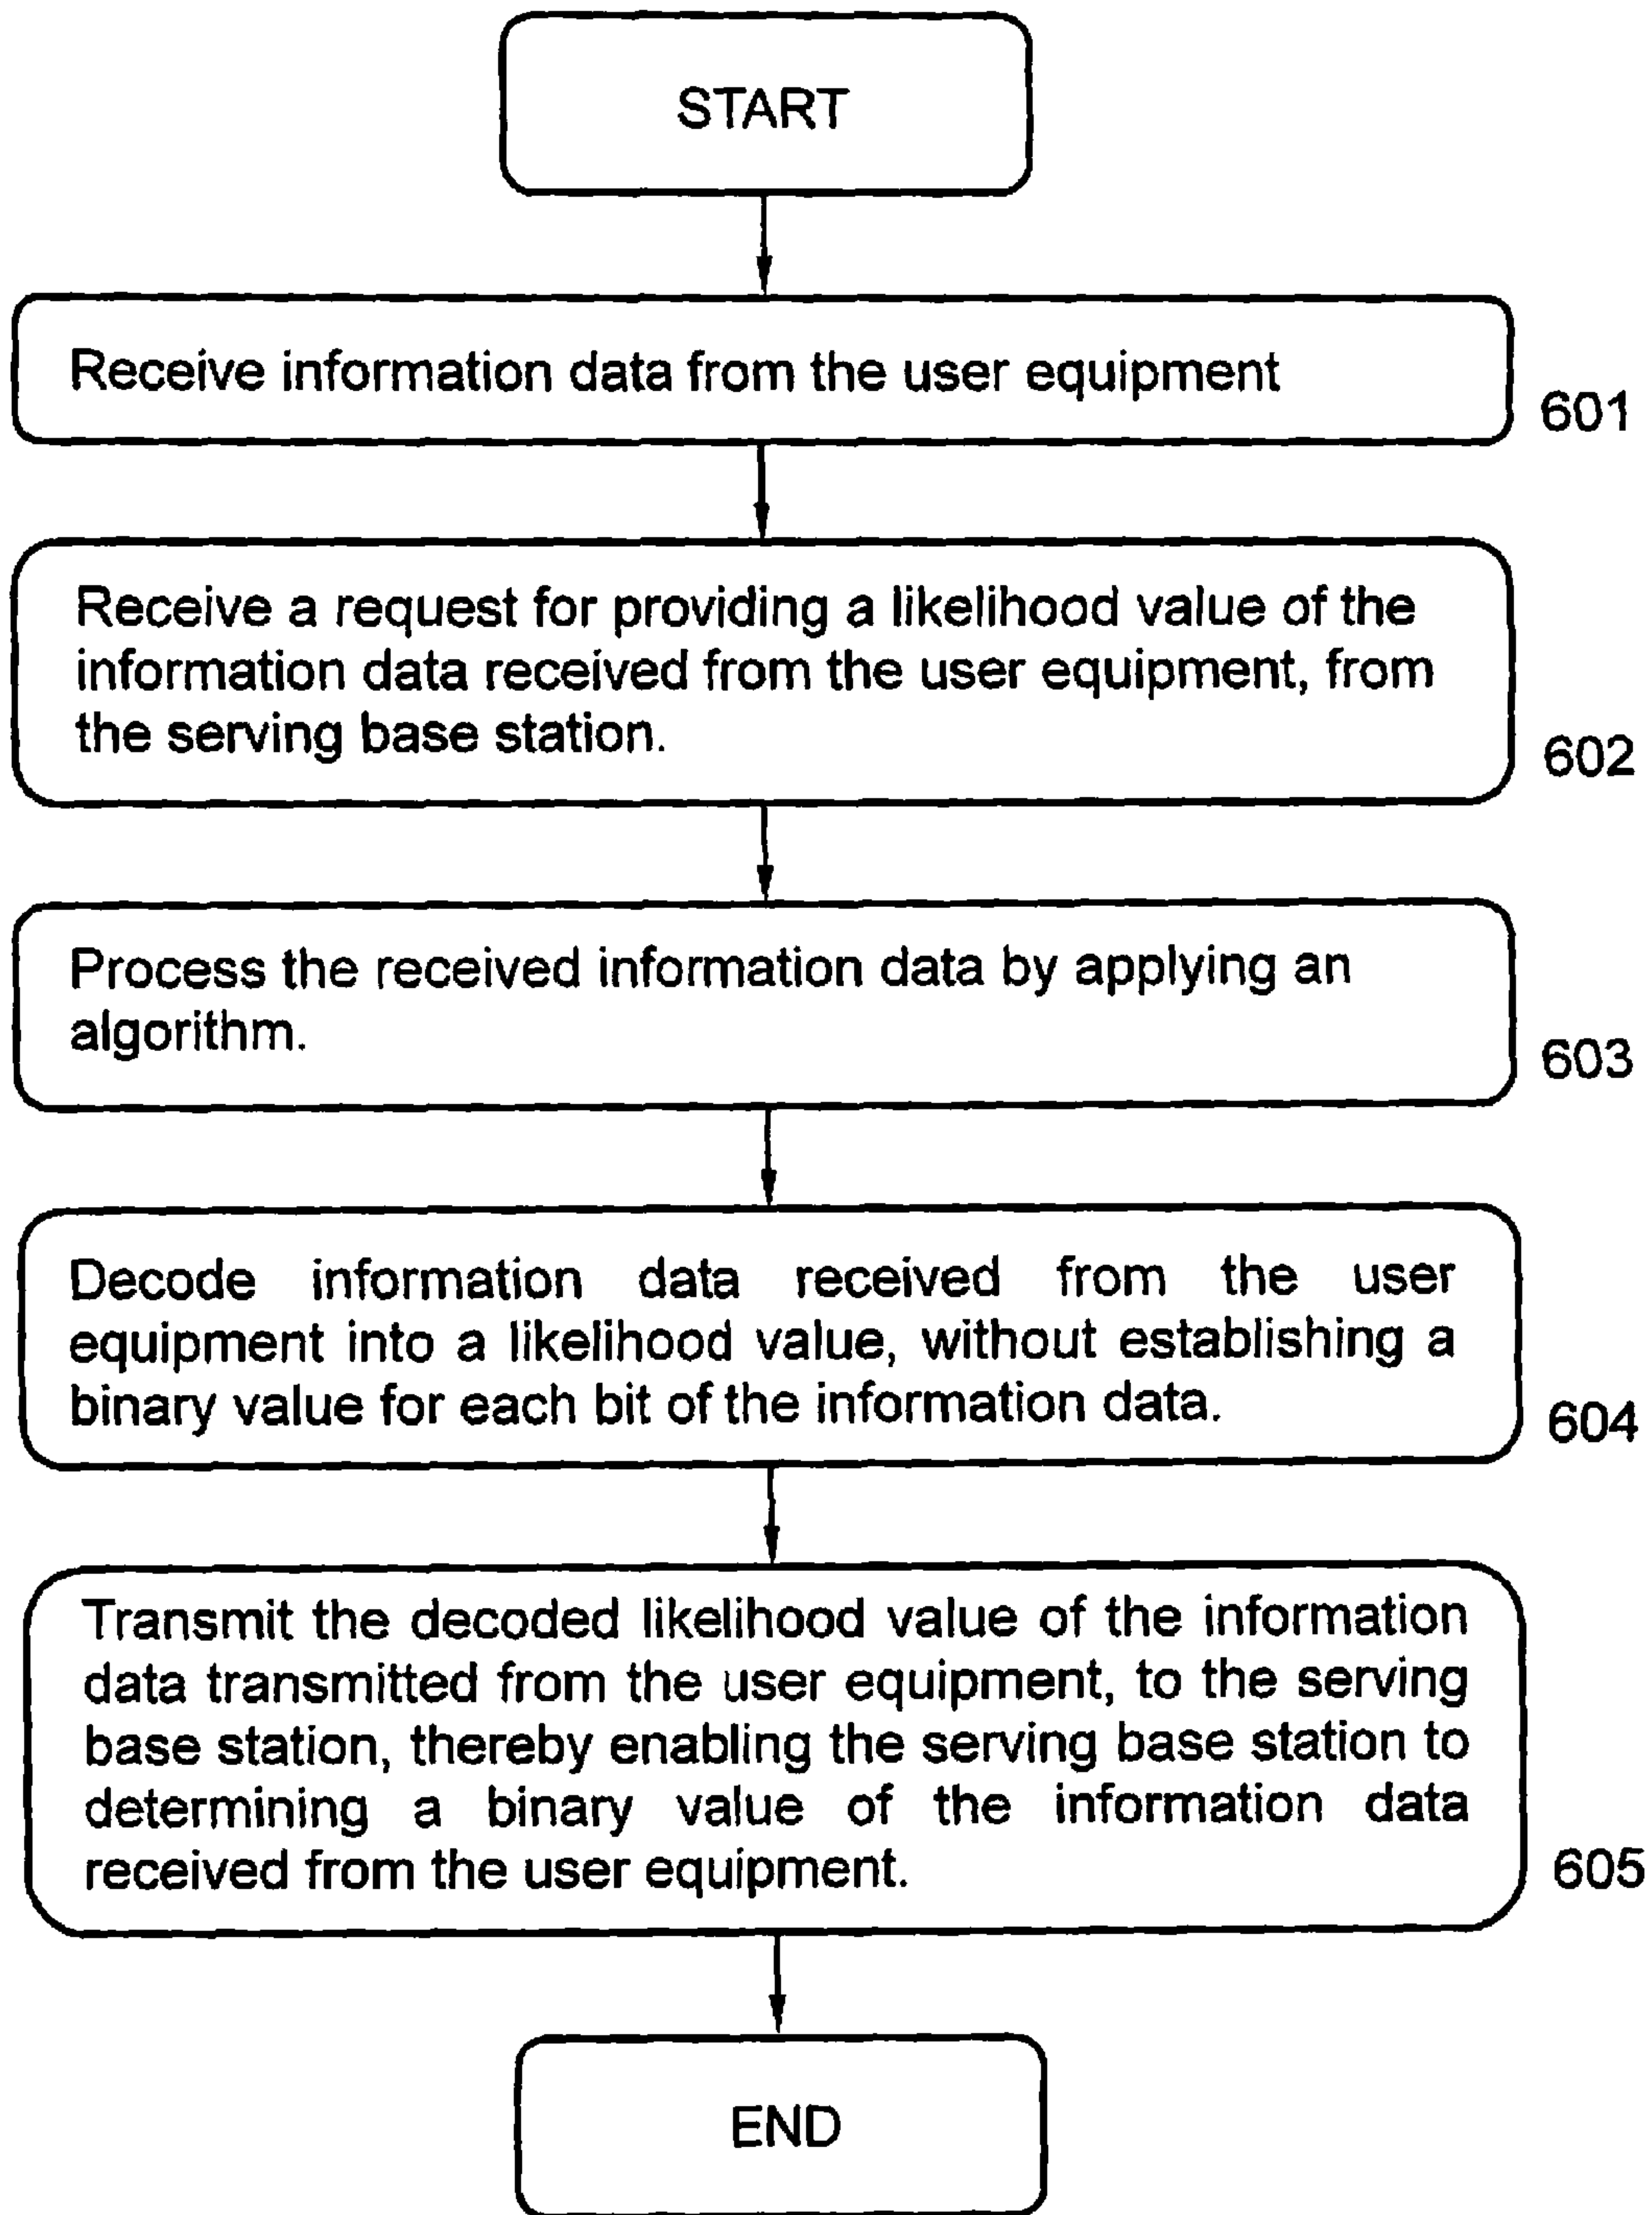 START
Receive information data from the user equipment
601
Receive a request for providing a likelihood value of the
information data received from the user equipment, from
the serving base station.
602
Process the received information data by applying an
algorithm.
603
Decode information data received from the user
equipment into a likelihood value, without establishing a
binary value for each bit of the information data.
604
Transmit the decoded likelihood value of the information
data transmitted from the user equipment, to the serving
base station, thereby enabling the serving base station to
determining a binary value of the information data
received from the user equipment.
605
END